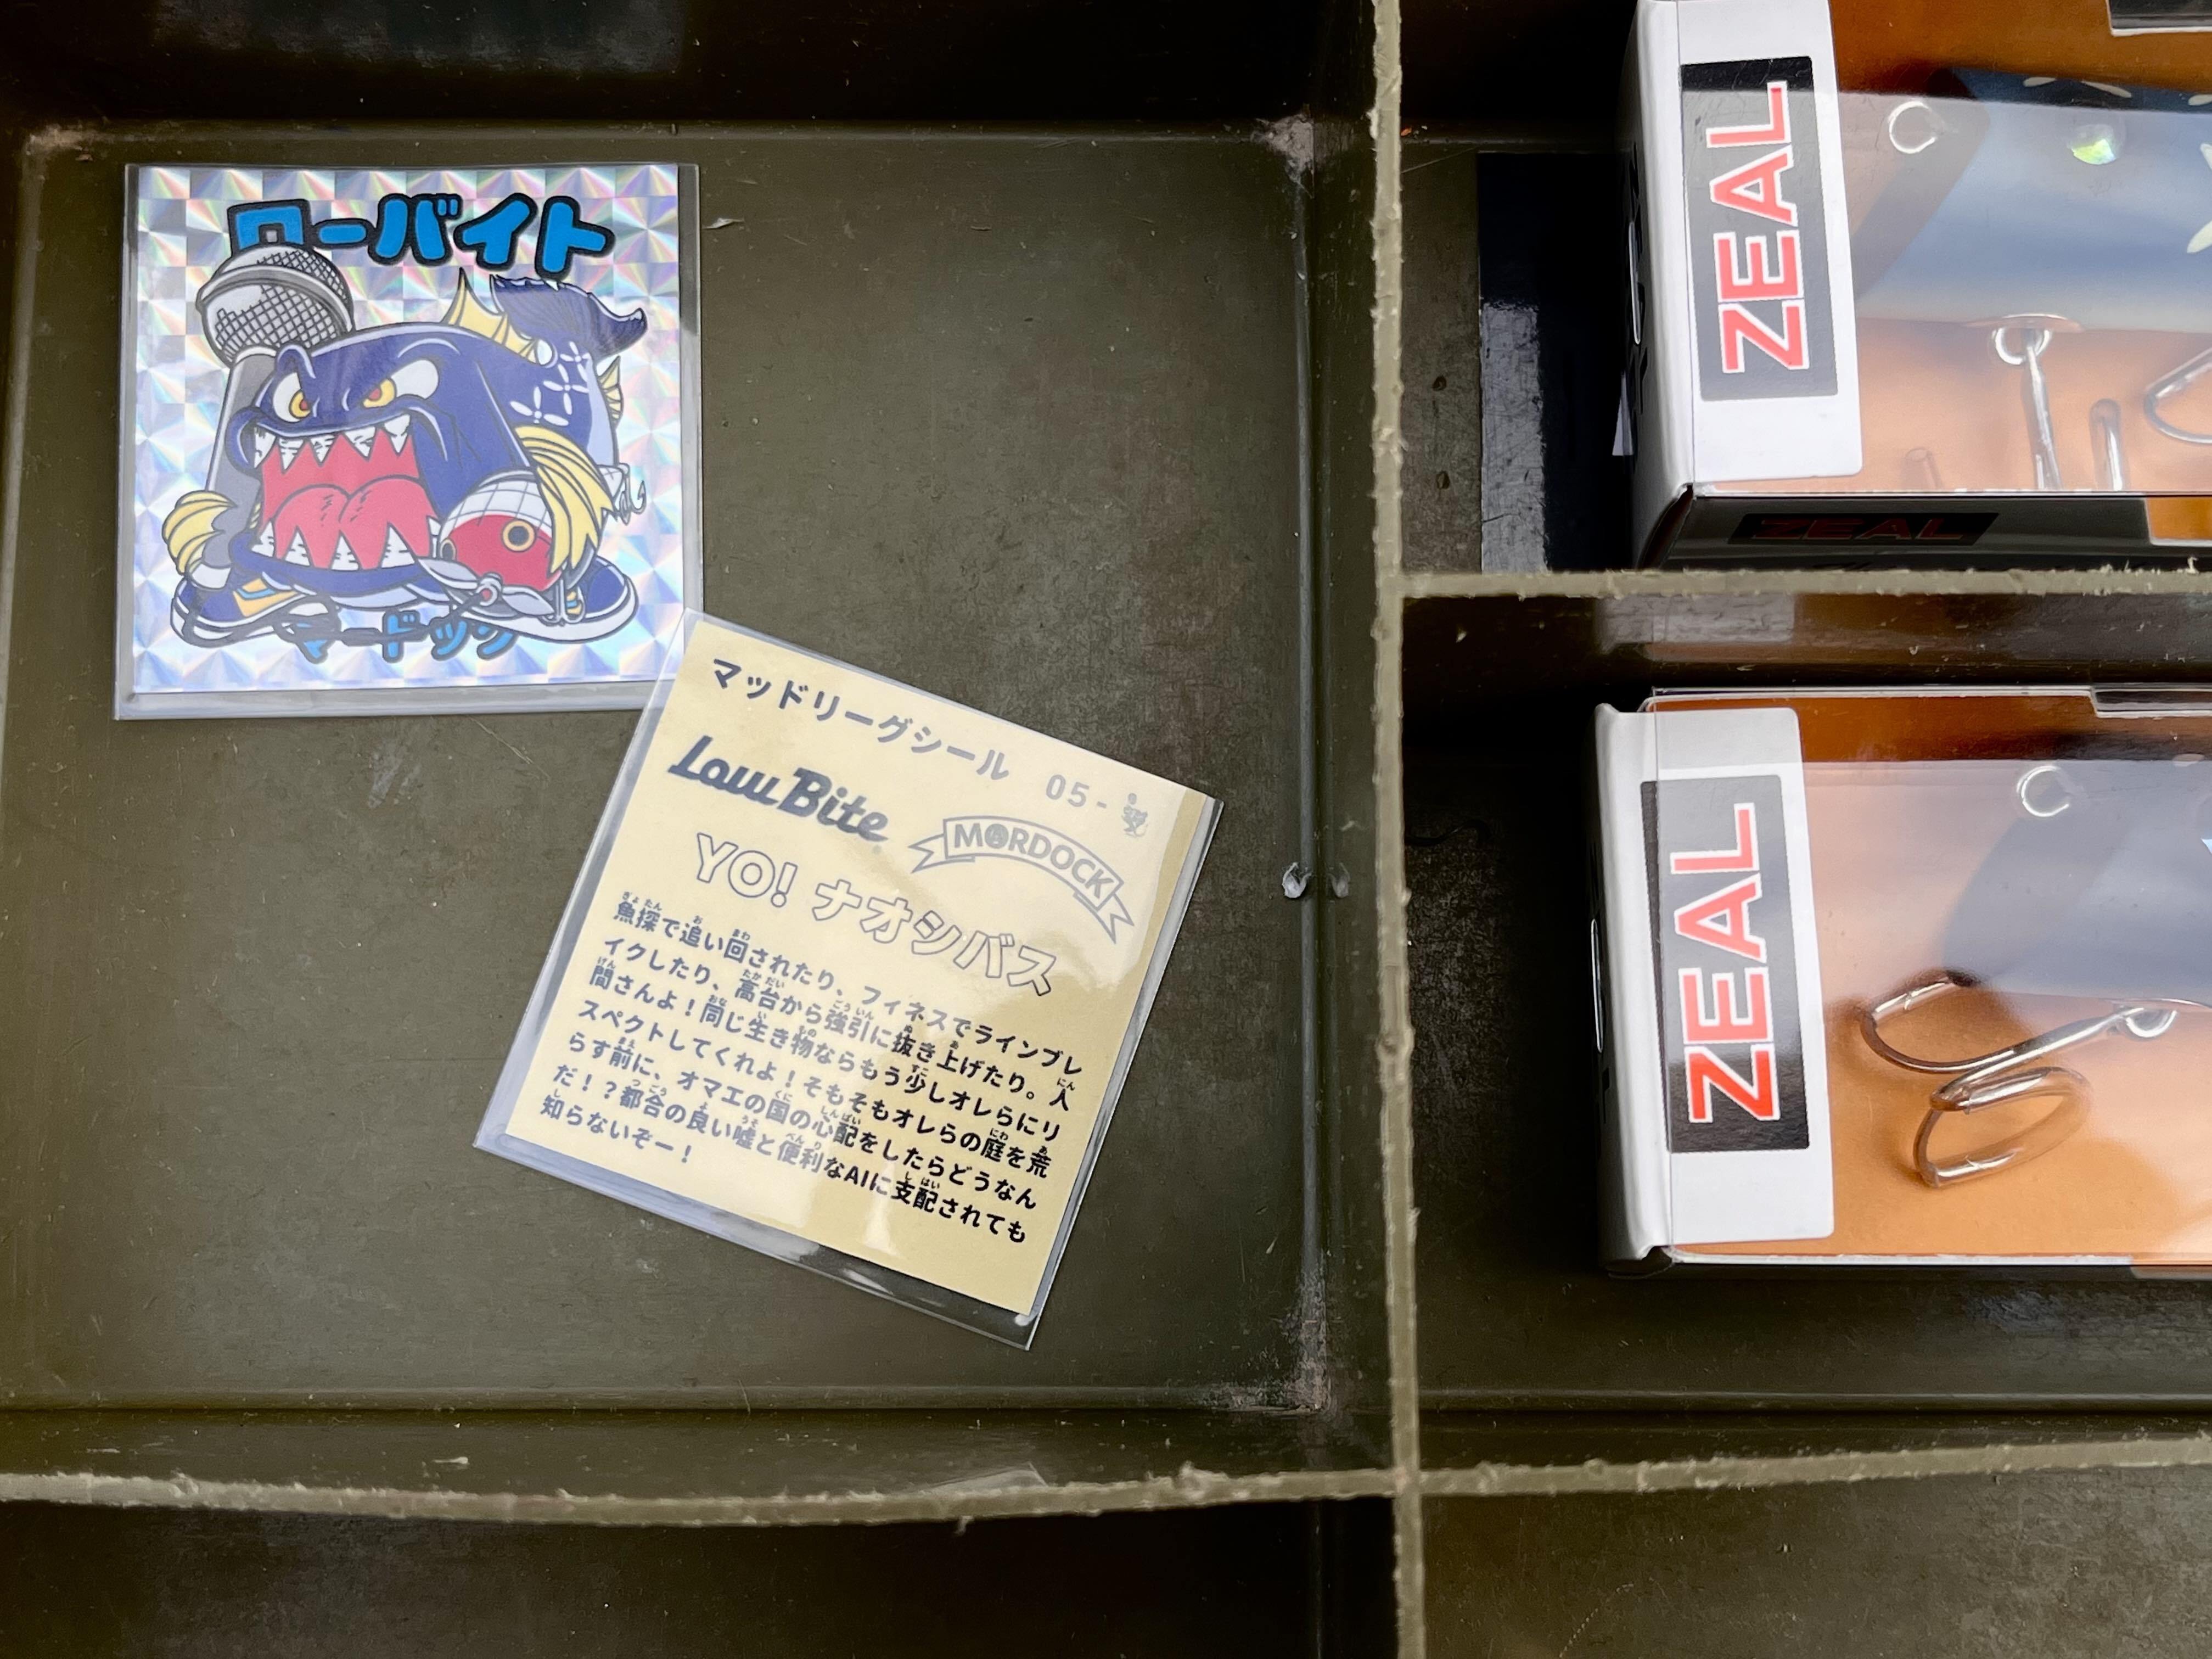 ローバイト
マードック
マッドリーグシール 05-
Low Bite
MORDOCK
YO! ナオシバス
魚探で追い回されたり、フィネスでラインブレ
イクしたり、高台から強引に抜き上げたり。人
間さんよ!同じ生き物ならもう少しオレらにリ
スペクトしてくれよ!そもそもオレらの庭を荒
らす前に、オマエの国の心配をしたらどうなん
だ!?都合の良い嘘と便利なAIに支配されても
知らないぞー!
ZEAL
ZEAL
ZEAL